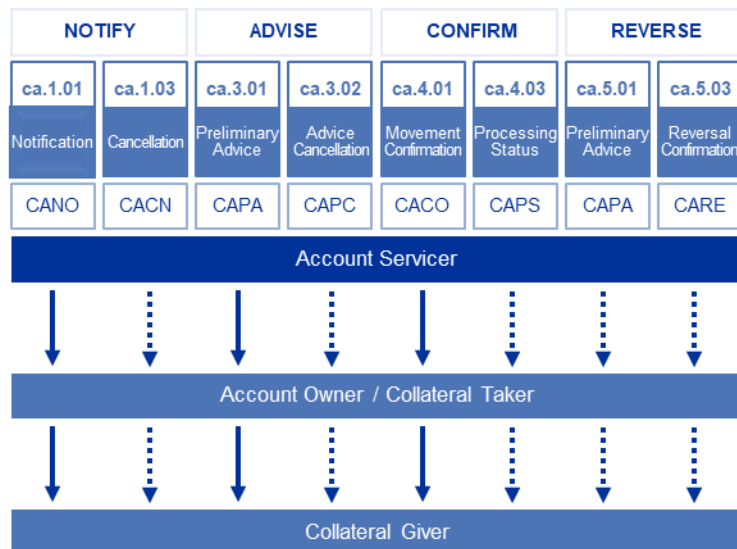 NOTIFY ADVISE CONFIRM REVERSE
ca.1.01 ca.1.03 ca.3.01 ca.3.02 ca.4.01 ca.4.03 ca.5.01 ca.5.03
Notification Cancellation Preliminary Advice Advice Cancellation Movement Confirmation Processing Status Preliminary Advice Reversal Confirmation
CANO CACN CAPA CAPC CACO CAPS CAPA CARE
Account Servicer
Account Owner / Collateral Taker
Collateral Giver